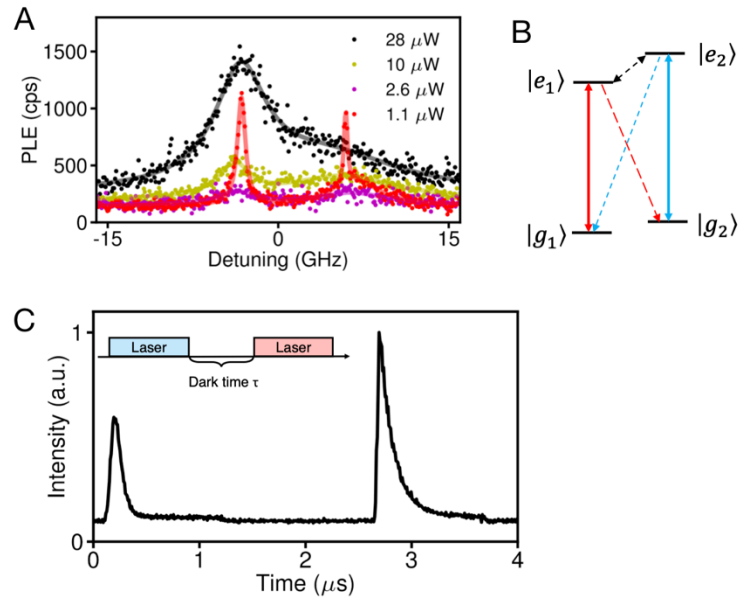 A
PLE (cps)
1500
1000
500
0
28 μW
10 μW
2.6 μW
1.1 μW
-15
0
15
Detuning (GHz)
B
|e₁⟩
|e₂⟩
|g₁⟩
|g₂⟩
C
Intensity (a.u.)
1
0
Laser
Laser
Dark time τ
0
1
2
3
4
Time (μs)